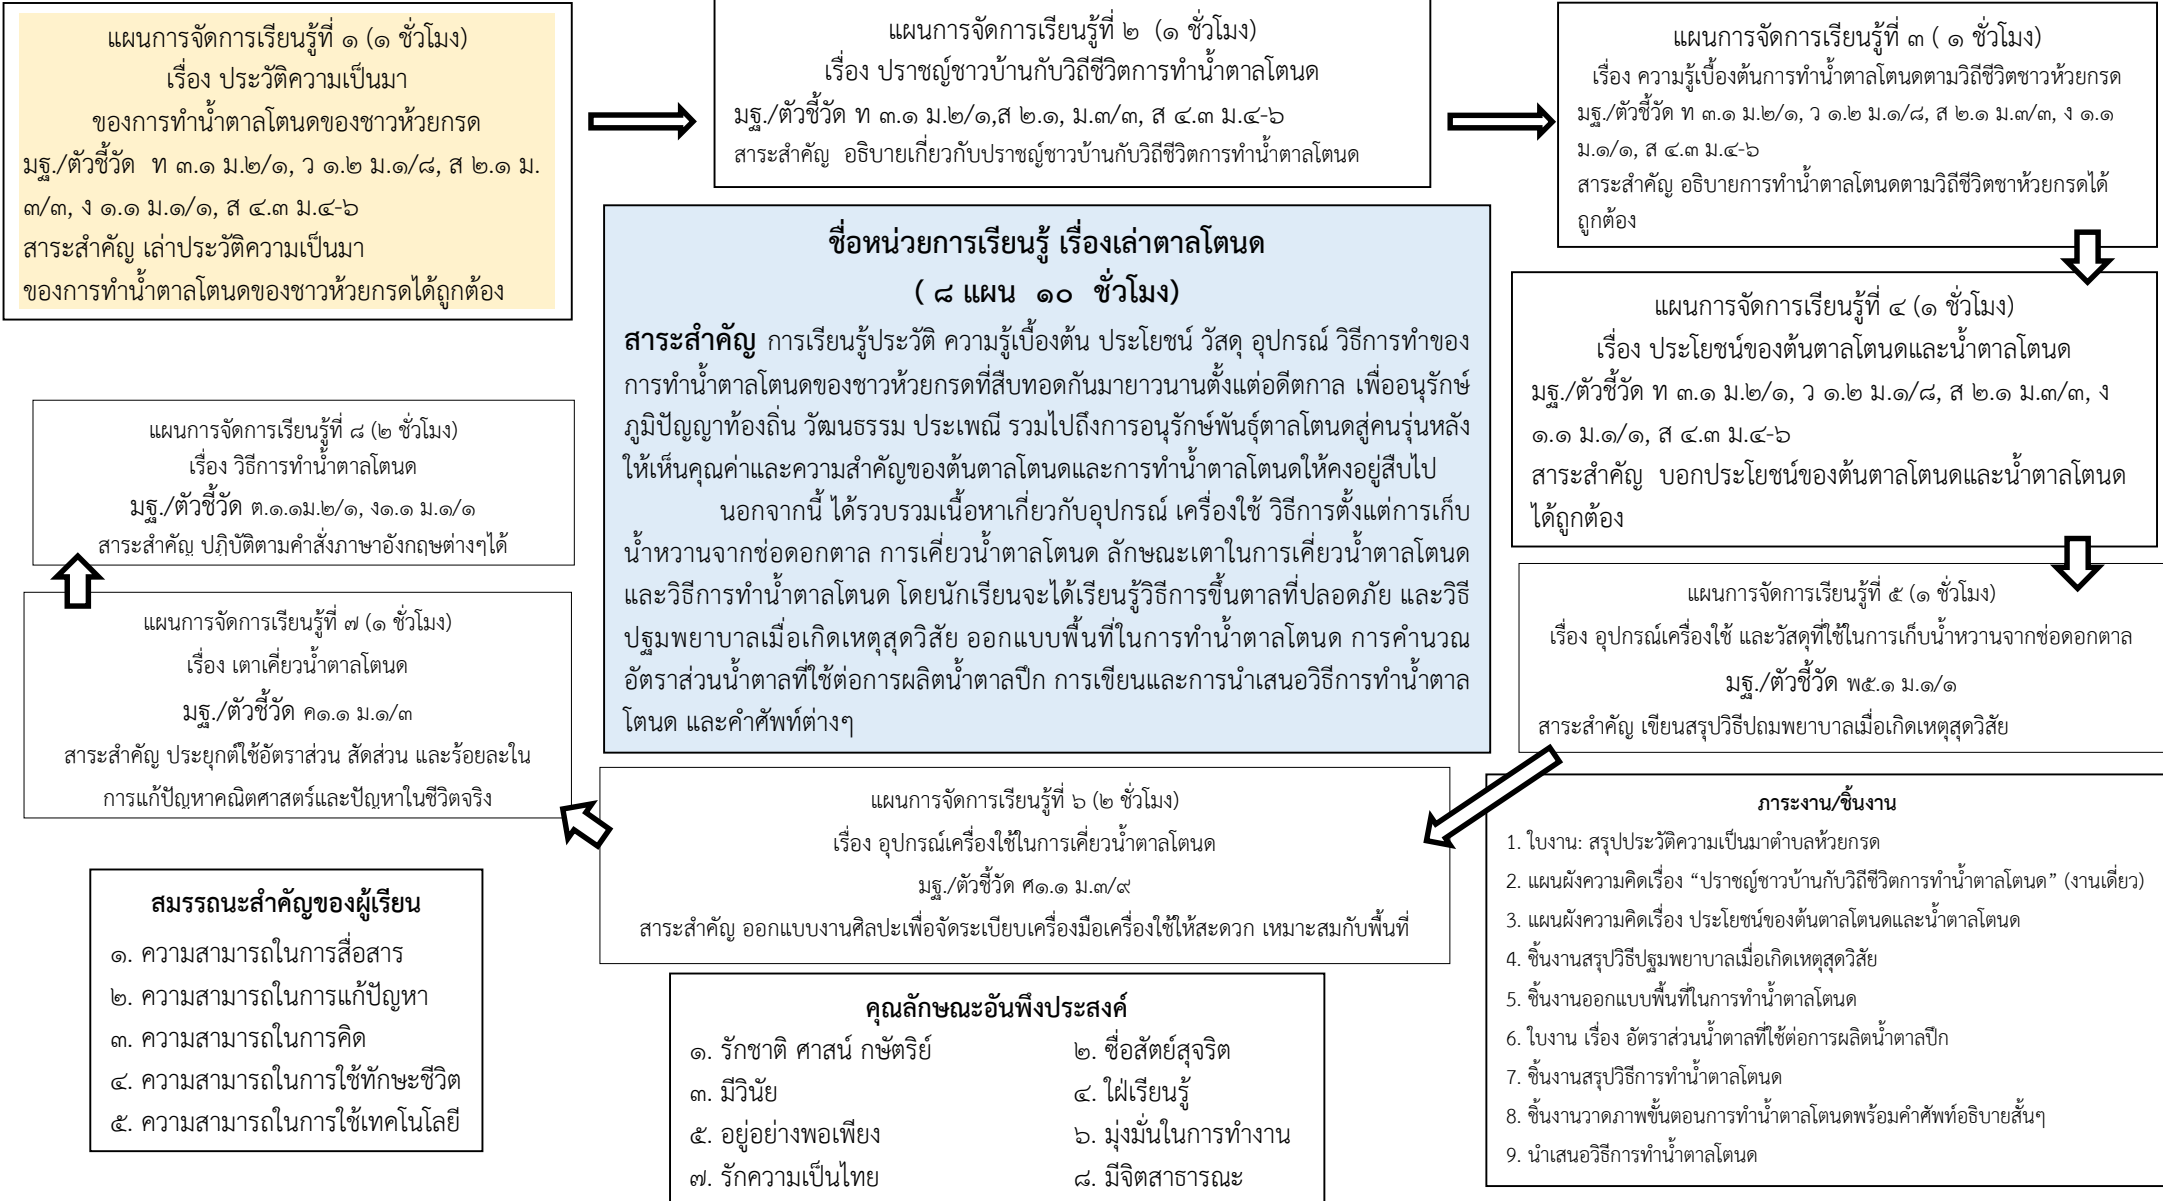 แผนการจัดการเรียนรู้ที่ ๑ (๑ ชั่วโมง)
เรื่อง ประวัติความเป็นมา
ของการทำน้ำตาลโตนดของชาวห้วยกรด
มฐ./ตัวชี้วัด ท ๓.๑ ม.๒/๑, ว ๑.๒ ม.๑/๘, ส ๒.๑ ม.
๓/๓, ง ๑.๑ ม.๑/๑, ส ๔.๓ ม.๔-๖
สาระสำคัญ เล่าประวัติความเป็นมา
ของการทำน้ำตาลโตนดของชาวห้วยกรดได้ถูกต้อง
แผนการจัดการเรียนรู้ที่ ๒ (๑ ชั่วโมง)
เรื่อง ปราชญ์ชาวบ้านกับวิถีชีวิตการทำน้ำตาลโตนด
มฐ./ตัวชี้วัด ท ๓.๑ ม.๒/๑,ส ๒.๑, ม.๓/๓, ส ๔.๓ ม.๔-๖
สาระสำคัญ อธิบายเกี่ยวกับปราชญ์ชาวบ้านกับวิถีชีวิตการทำน้ำตาลโตนด
แผนการจัดการเรียนรู้ที่ ๓ ( ๑ ชั่วโมง)
เรื่อง ความรู้เบื้องต้นการทำน้ำตาลโตนดตามวิถีชีวิตชาวห้วยกรด
มฐ./ตัวชี้วัด ท ๓.๑ ม.๒/๑, ว ๑.๒ ม.๑/๘, ส ๒.๑ ม.๓/๓, ง ๑.๑
ม.๑/๑, ส ๔.๓ ม.๔-๖
สาระสำคัญ อธิบายการทำน้ำตาลโตนดตามวิถีชีวิตชาห้วยกรดได้
ถูกต้อง
ชื่อหน่วยการเรียนรู้ เรื่องเล่าตาลโตนด
( ๘ แผน ๑๐ ชั่วโมง)
สาระสำคัญ การเรียนรู้ประวัติ ความรู้เบื้องต้น ประโยชน์ วัสดุ อุปกรณ์ วิธีการทำของ
การทำน้ำตาลโตนดของชาวห้วยกรดที่สืบทอดกันมายาวนานตั้งแต่อดีตกาล เพื่ออนุรักษ์
ภูมิปัญญาท้องถิ่น วัฒนธรรม ประเพณี รวมไปถึงการอนุรักษ์พันธุ์ตาลโตนดสู่คนรุ่นหลัง
ให้เห็นคุณค่าและความสำคัญของต้นตาลโตนดและการทำน้ำตาลโตนดให้คงอยู่สืบไป
นอกจากนี้ ได้รวบรวมเนื้อหาเกี่ยวกับอุปกรณ์ เครื่องใช้ วิธีการตั้งแต่การเก็บ
น้ำหวานจากช่อดอกตาล การเคี่ยวน้ำตาลโตนด ลักษณะเตาในการเคี่ยวน้ำตาลโตนด
และวิธีการทำน้ำตาลโตนด โดยนักเรียนจะได้เรียนรู้วิธีการขึ้นตาลที่ปลอดภัย และวิธี
ปฐมพยาบาลเมื่อเกิดเหตุสุดวิสัย ออกแบบพื้นที่ในการทำน้ำตาลโตนด การคำนวณ
อัตราส่วนน้ำตาลที่ใช้ต่อการผลิตน้ำตาลปึก การเขียนและการนำเสนอวิธีการทำน้ำตาล
โตนด และคำศัพท์ต่างๆ
แผนการจัดการเรียนรู้ที่ ๔ (๑ ชั่วโมง)
เรื่อง ประโยชน์ของต้นตาลโตนดและน้ำตาลโตนด
มฐ./ตัวชี้วัด ท ๓.๑ ม.๒/๑, ว ๑.๒ ม.๑/๘, ส ๒.๑ ม.๓/๓, ง
๑.๑ ม.๑/๑, ส ๔.๓ ม.๔-๖
สาระสำคัญ บอกประโยชน์ของต้นตาลโตนดและน้ำตาลโตนด
ได้ถูกต้อง
แผนการจัดการเรียนรู้ที่ ๕ (๑ ชั่วโมง)
เรื่อง อุปกรณ์เครื่องใช้ และวัสดุที่ใช้ในการเก็บน้ำหวานจากช่อดอกตาล
มฐ./ตัวชี้วัด พ๕.๑ ม.๑/๑
สาระสำคัญ เขียนสรุปวิธีปถมพยาบาลเมื่อเกิดเหตุสุดวิสัย
แผนการจัดการเรียนรู้ที่ ๖ (๒ ชั่วโมง)
เรื่อง อุปกรณ์เครื่องใช้ในการเคี่ยวน้ำตาลโตนด
มฐ./ตัวชี้วัด ศ๑.๑ ม.๓/๙
สาระสำคัญ ออกแบบงานศิลปะเพื่อจัดระเบียบเครื่องมือเครื่องใช้ให้สะดวก เหมาะสมกับพื้นที่
แผนการจัดการเรียนรู้ที่ ๗ (๑ ชั่วโมง)
เรื่อง เตาเคี่ยวน้ำตาลโตนด
มฐ./ตัวชี้วัด ค๑.๑ ม.๑/๓
สาระสำคัญ ประยุกต์ใช้อัตราส่วน สัดส่วน และร้อยละใน
การแก้ปัญหาคณิตศาสตร์และปัญหาในชีวิตจริง
แผนการจัดการเรียนรู้ที่ ๘ (๒ ชั่วโมง)
เรื่อง วิธีการทำน้ำตาลโตนด
มฐ./ตัวชี้วัด ต.๑.๑ม.๒/๑, ง๑.๑ ม.๑/๑
สาระสำคัญ ปฏิบัติตามคำสั่งภาษาอังกฤษต่างๆได้
สมรรถนะสำคัญของผู้เรียน
๑. ความสามารถในการสื่อสาร
๒. ความสามารถในการแก้ปัญหา
๓. ความสามารถในการคิด
๔. ความสามารถในการใช้ทักษะชีวิต
๕. ความสามารถในการใช้เทคโนโลยี
คุณลักษณะอันพึงประสงค์
๑. รักชาติ ศาสน์ กษัตริย์ ๒. ซื่อสัตย์สุจริต
๓. มีวินัย ๔. ใฝ่เรียนรู้
๕. อยู่อย่างพอเพียง ๖. มุ่งมั่นในการทำงาน
๗. รักความเป็นไทย ๘. มีจิตสาธารณะ
ภาระงาน/ชิ้นงาน
1. ใบงาน: สรุปประวัติความเป็นมาตำบลห้วยกรด
2. แผนผังความคิดเรื่อง “ปราชญ์ชาวบ้านกับวิถีชีวิตการทำน้ำตาลโตนด” (งานเดี่ยว)
3. แผนผังความคิดเรื่อง ประโยชน์ของต้นตาลโตนดและน้ำตาลโตนด
4. ชิ้นงานสรุปวิธีปฐมพยาบาลเมื่อเกิดเหตุสุดวิสัย
5. ชิ้นงานออกแบบพื้นที่ในการทำน้ำตาลโตนด
6. ใบงาน เรื่อง อัตราส่วนน้ำตาลที่ใช้ต่อการผลิตน้ำตาลปึก
7. ชิ้นงานสรุปวิธีการทำน้ำตาลโตนด
8. ชิ้นงานวาดภาพขั้นตอนการทำน้ำตาลโตนดพร้อมคำศัพท์อธิบายสั้นๆ
9. นำเสนอวิธีการทำน้ำตาลโตนด